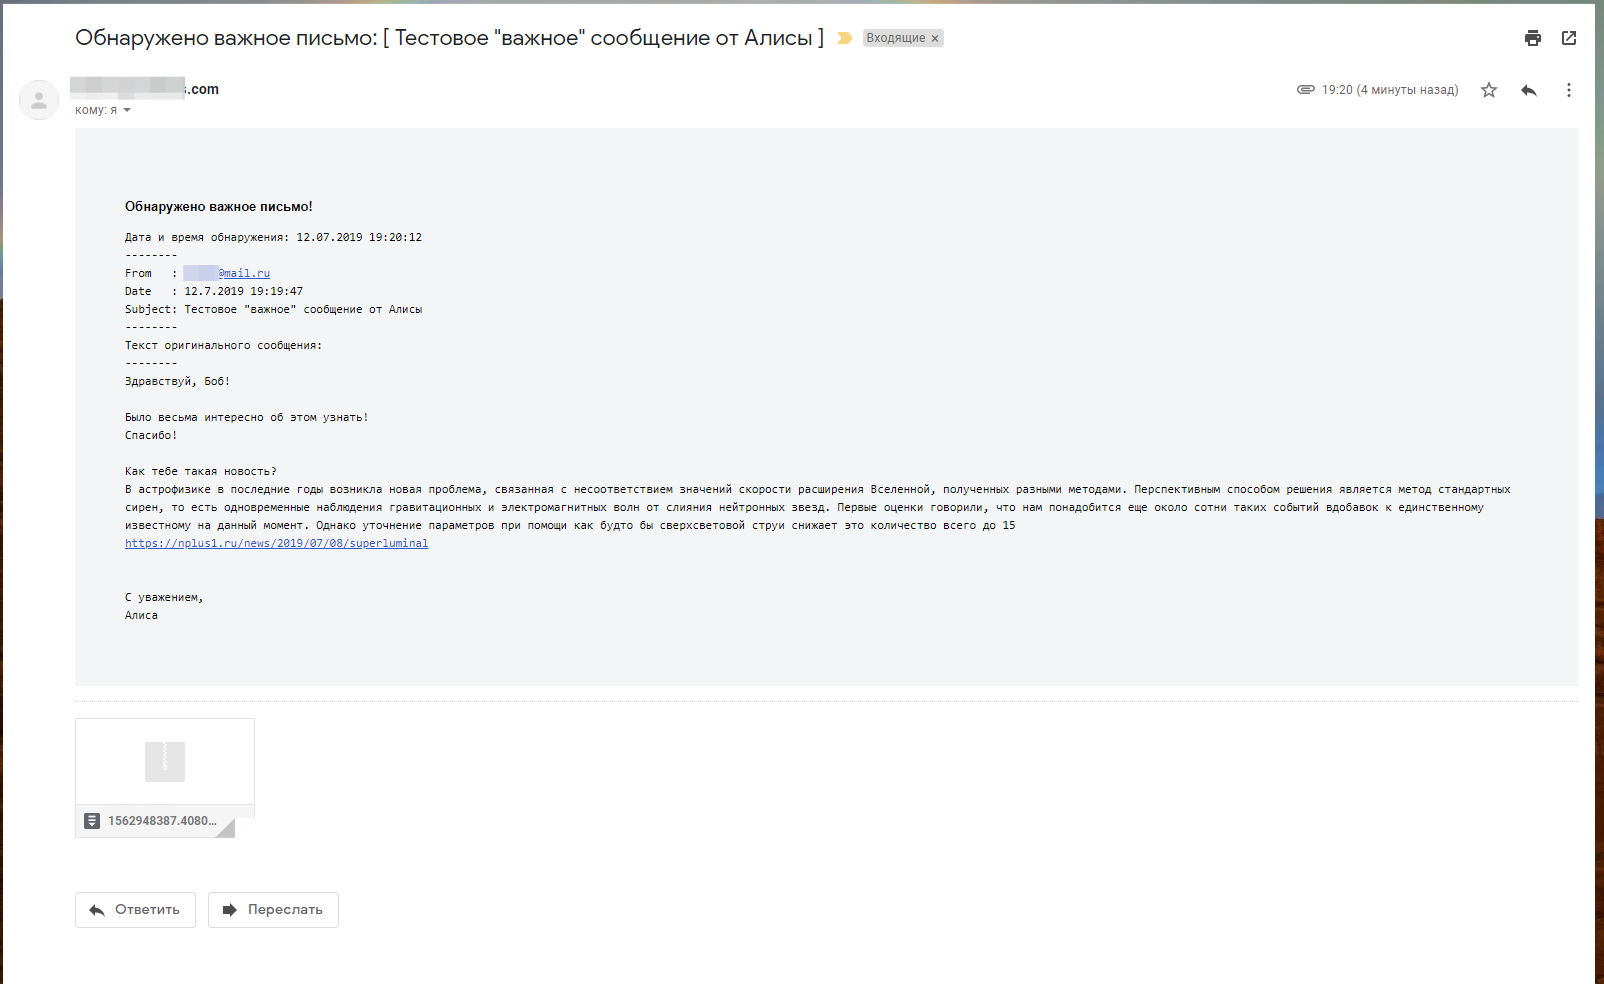 Обнаружено важное письмо: [ Тестовое "важное" сообщение от Алисы ] Входящие ×
s.com 19:20 (4 минуты назад)
кому: я
Обнаружено важное письмо!
Дата и время обнаружения: 12.07.2019 19:20:12
--------
From   : @mail.ru
Date   : 12.7.2019 19:19:47
Subject: Тестовое "важное" сообщение от Алисы
--------
Текст оригинального сообщения:
--------
Здравствуй, Боб!
Было весьма интересно об этом узнать!
Спасибо!
Как тебе такая новость?
В астрофизике в последние годы возникла новая проблема, связанная с несоответствием значений скорости расширения Вселенной, полученных разными методами. Перспективным способом решения является метод стандартных
сирен, то есть одновременные наблюдения гравитационных и электромагнитных волн от слияния нейтронных звезд. Первые оценки говорили, что нам понадобится еще около сотни таких событий вдобавок к единственному
известному на данный момент. Однако уточнение параметров при помощи как будто бы сверхсветовой струи снижает это количество всего до 15
https://nplus1.ru/news/2019/07/08/superluminal
С уважением,
Алиса
1562948387.4080...
Ответить Переслать